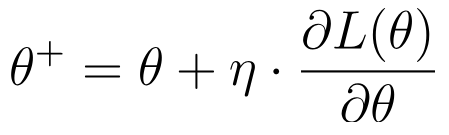 θ⁺ = θ + η · ∂L(θ)/∂θ